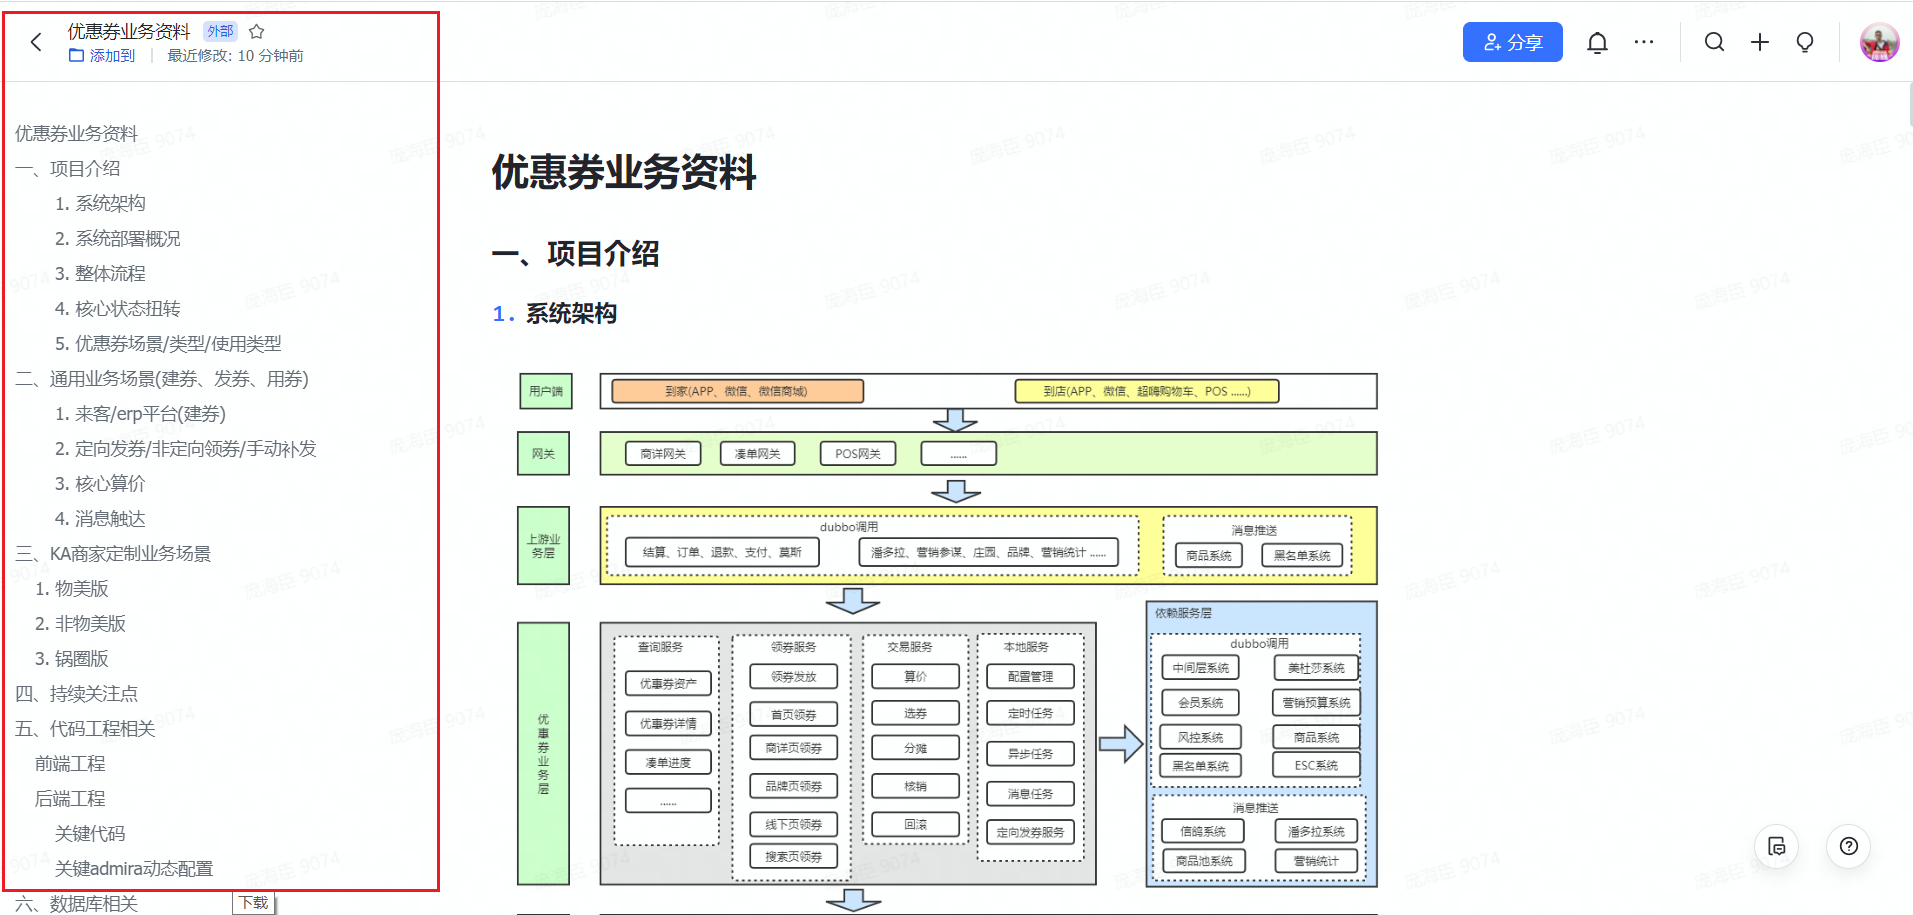 优惠券业务资料 外部
添加到 最近修改: 10 分钟前
分享
优惠券业务资料
一、项目介绍
1. 系统架构
2. 系统部署概况
3. 整体流程
4. 核心状态扭转
5. 优惠券场景/类型/使用类型
二、通用业务场景(建券、发券、用券)
1. 来客/erp平台(建券)
2. 定向发券/非定向领券/手动补发
3. 核心算价
4. 消息触达
三、KA商家定制业务场景
1. 物美版
2. 非物美版
3. 锅圈版
四、持续关注点
五、代码工程相关
前端工程
后端工程
关键代码
关键admira动态配置
六、数据库相关
下载
优惠券业务资料
一、项目介绍
1. 系统架构
用户端
到家(APP、微信、微信商城)
到店(APP、微信、超嗨购物车、POS ......)
网关
商详网关
凑单网关
POS网关
......
上游业务层
dubbo调用
结算、订单、退款、支付、莫斯
潘多拉、营销参谋、庄园、品牌、营销统计 ......
消息推送
商品系统
黑名单系统
优惠券业务层
查询服务
优惠券资产
优惠券详情
凑单进度
......
领券服务
领券发放
首页领券
商详页领券
品牌页领券
线下页领券
搜索页领券
交易服务
算价
选券
分摊
核销
回滚
本地服务
配置管理
定时任务
异步任务
消息任务
定向发券服务
依赖服务层
dubbo调用
中间层系统
美杜莎系统
会员系统
营销预算系统
风控系统
商品系统
黑名单系统
ESC系统
消息推送
信鸽系统
潘多拉系统
商品池系统
营销统计
庞海臣 9074